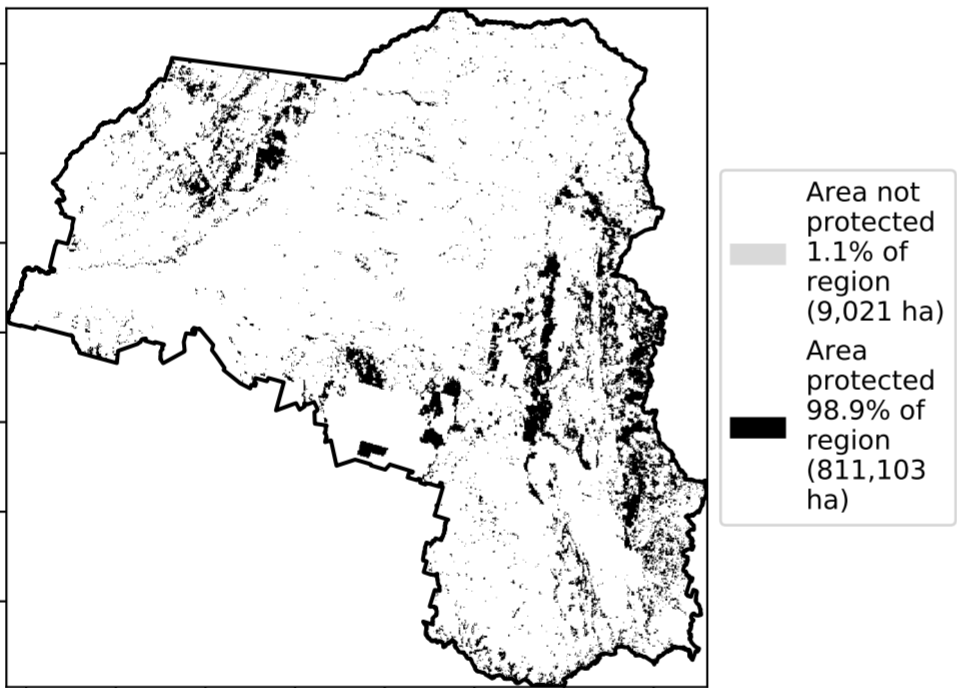 Area not
protected
1.1% of
region
(9,021 ha)
Area
protected
98.9% of
region
(811,103
ha)